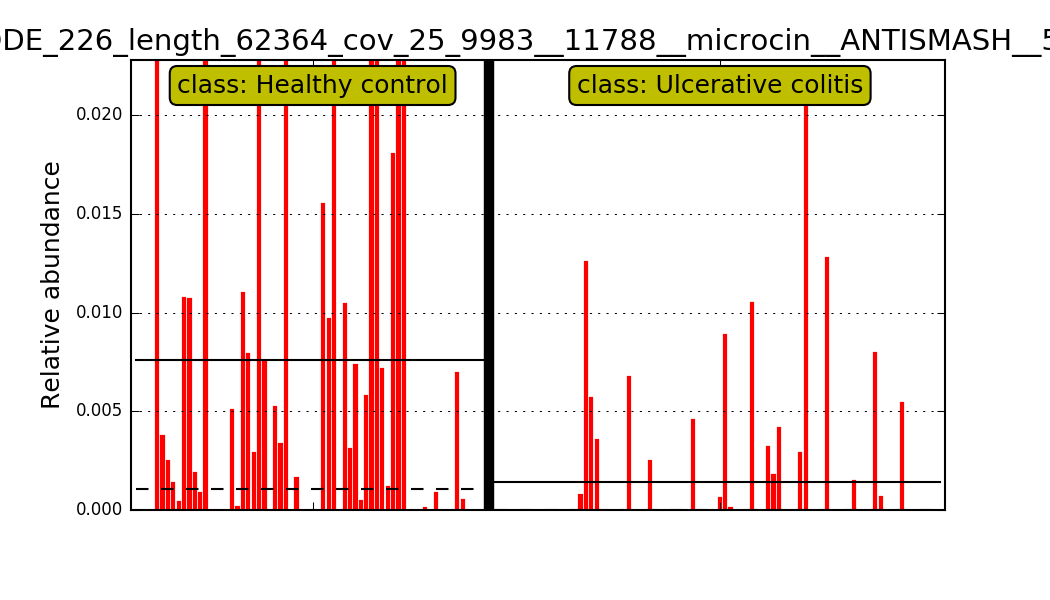 DE_226_length_62364_cov_25_9983__11788__microcin__ANTISMASH__5
class: Healthy control
class: Ulcerative colitis
Relative abundance
0.020
0.015
0.010
0.005
0.000